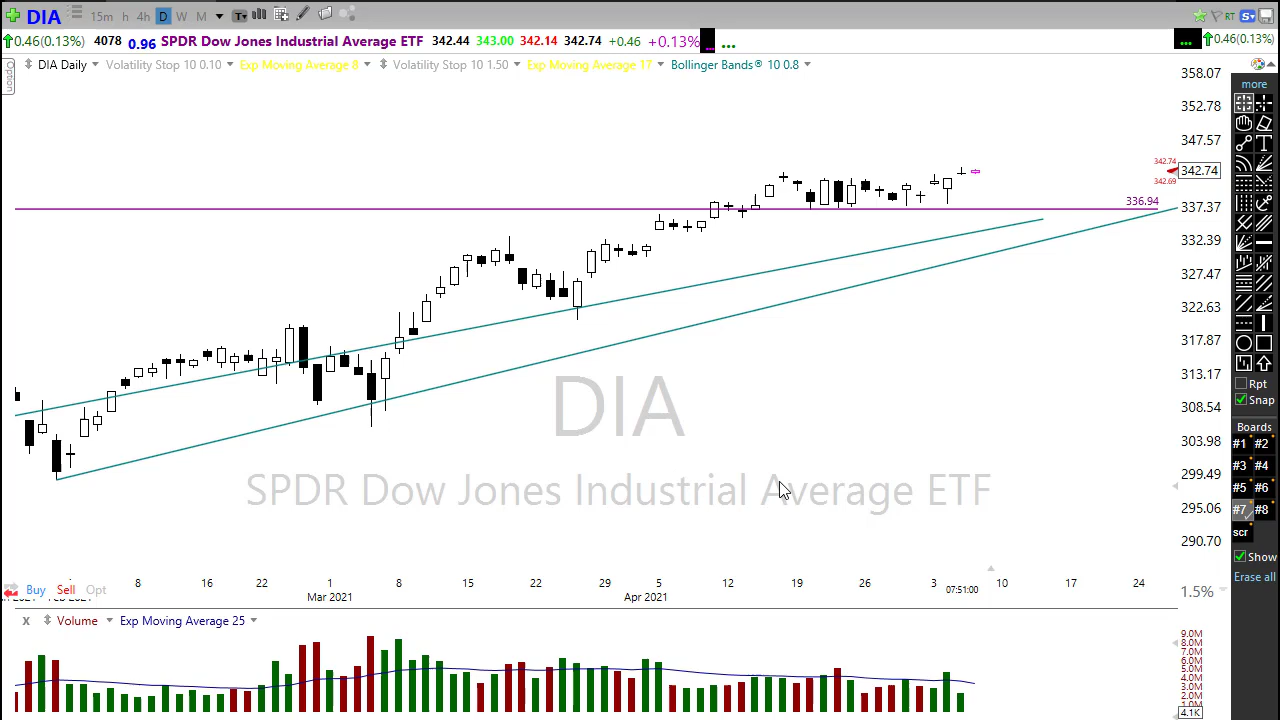 DIA 15m h 4h D W M T RT S
0.46(0.13%) 4078 0.96 SPDR Dow Jones Industrial Average ETF 342.44 343.00 342.14 342.74 +0.46 +0.13% ... ... ... 0.46(0.13%)
Option
DIA Daily Volatility Stop 10 0.10 Exp Moving Average 8 Volatility Stop 10 1.50 Exp Moving Average 17 Bollinger Bands® 10 0.8
358.07
352.78
347.57
342.74
342.74
342.69
336.94
337.37
332.39
327.47
322.63
317.87
313.17
308.54
303.98
299.49
295.06
290.70
DIA
SPDR Dow Jones Industrial Average ETF
more
Rpt
Snap
Boards
#1 #2
#3 #4
#5 #6
#7 #8
scr
Show
Erase all
8 16 22 1 8 15 22 29 5 12 19 26 3 10 17 24
Mar 2021 Apr 2021 07:51:00
Buy Sell Opt
1.5%
x Volume Exp Moving Average 25
9.0M
8.0M
7.0M
6.0M
5.0M
4.0M
3.0M
2.0M
1.0M
4.1K